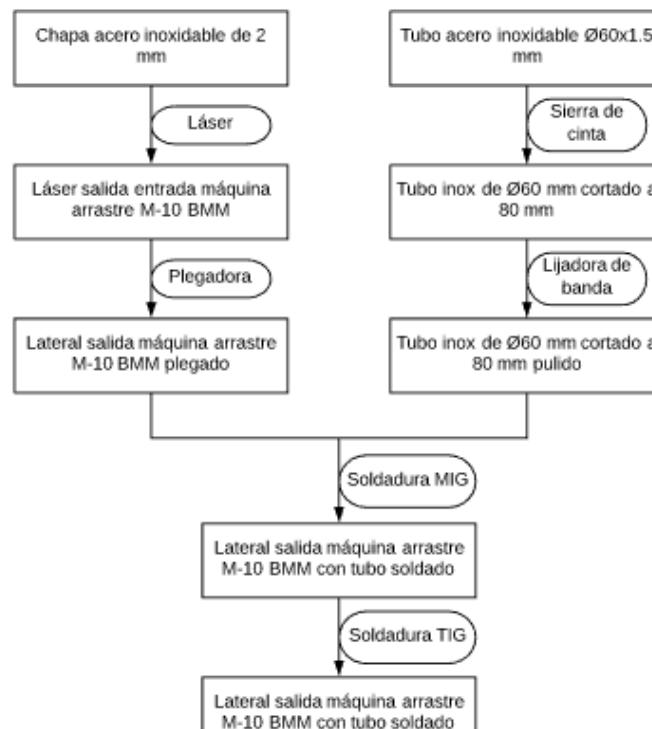 Chapa acero inoxidable de 2
mm
Tubo acero inoxidable Ø60x1.5
mm
Láser
Sierra de
cinta
Láser salida entrada máquina
arrastre M-10 BMM
Tubo inox de Ø60 mm cortado a
80 mm
Plegadora
Lijadora de
banda
Lateral salida máquina arrastre
M-10 BMM plegado
Tubo inox de Ø60 mm cortado a
80 mm pulido
Soldadura MIG
Lateral salida máquina arrastre
M-10 BMM con tubo soldado
Soldadura TIG
Lateral salida máquina arrastre
M-10 BMM con tubo soldado